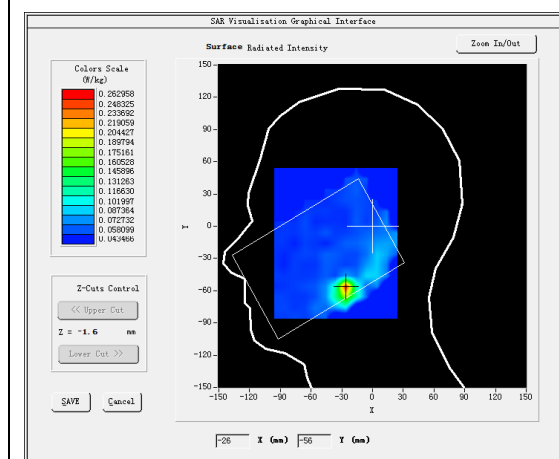 SAR Visualisation Graphical Interface
Surface Radiated Intensity
Zoom In/Out
Colors Scale
(W/kg)
0.262958
0.248325
0.233692
0.219059
0.204427
0.189794
0.175161
0.160528
0.145896
0.131263
0.116630
0.101997
0.087364
0.072732
0.058099
0.043466
150
120
90
60
30
0
-30
-60
-90
-120
-150
Y
-150 -120 -90 -60 -30 0 30 60 90 120 150
X
Z-Cuts Control
<< Upper Cut
Z = -1.6 mm
Lower Cut >>
SAVE Cancel
-26 X (mm) -56 Y (mm)